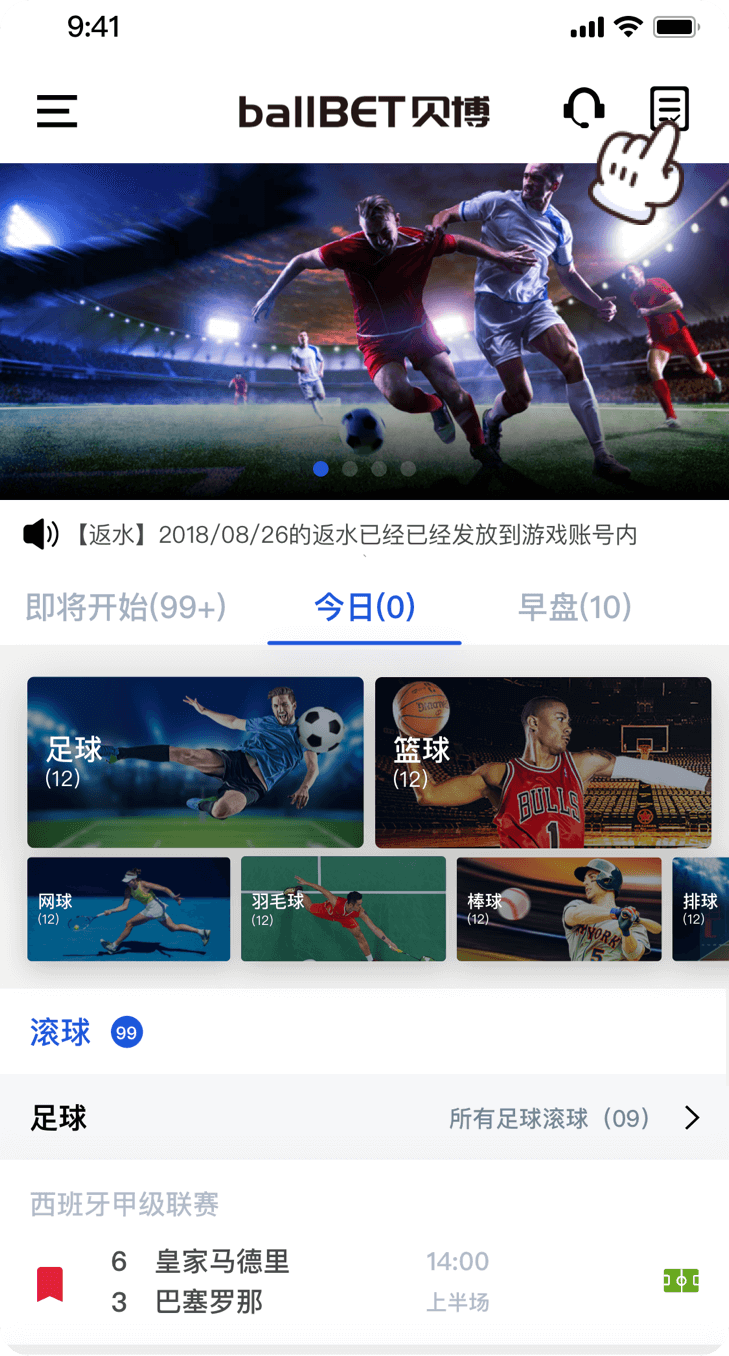 9:41
ballBET贝博
【返水】2018/08/26的返水已经已经发放到游戏账号内
即将开始(99+) 今日(0) 早盘(10)
足球 篮球
(12) (12)
BULLS
1
网球 羽毛球 棒球 排球
(12) (12) (12) (12)
NEW YORK
5
滚球 99
足球 所有足球滚球 (09)
西班牙甲级联赛
6 皇家马德里 14:00
3 巴塞罗那 上半场